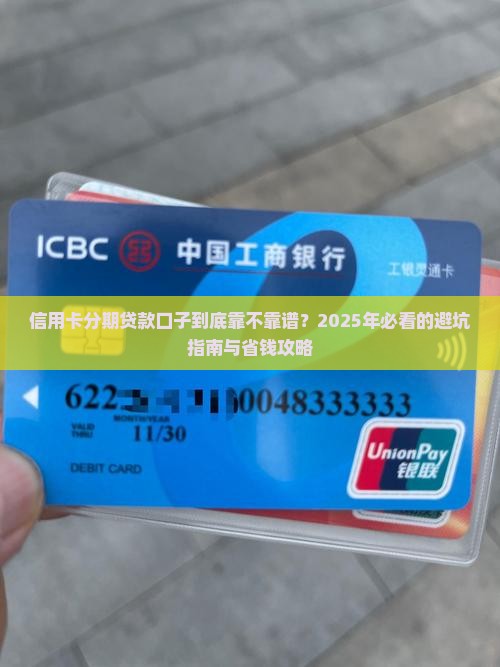 ICBC 中国工商银行
工银灵通卡
信用卡分期贷款口子到底靠不靠谱？2025年必看的避坑
指南与省钱攻略
622 0048333333
MONTH/YEAR
VALID
THRU 11/30
DEBIT CARD
UnionPay
银联